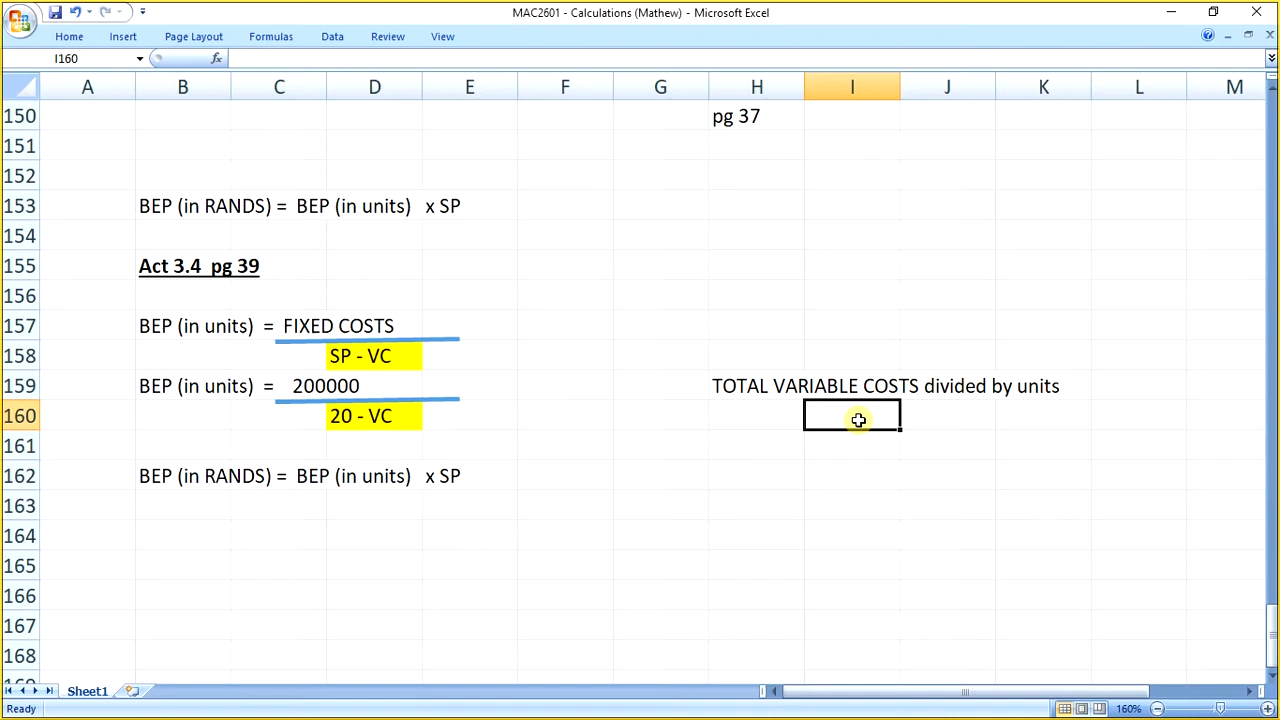 MAC2601 - Calculations (Mathew) - Microsoft Excel
Home Insert Page Layout Formulas Data Review View
I160 fx
A B C D E F G H I J K L M
150 pg 37
151
152
153 BEP (in RANDS) = BEP (in units) x SP
154
155 Act 3.4 pg 39
156
157 BEP (in units) = FIXED COSTS
158 SP - VC
159 BEP (in units) = 200000 TOTAL VARIABLE COSTS divided by units
160 20 - VC
161
162 BEP (in RANDS) = BEP (in units) x SP
163
164
165
166
167
168
Sheet1
Ready 160%